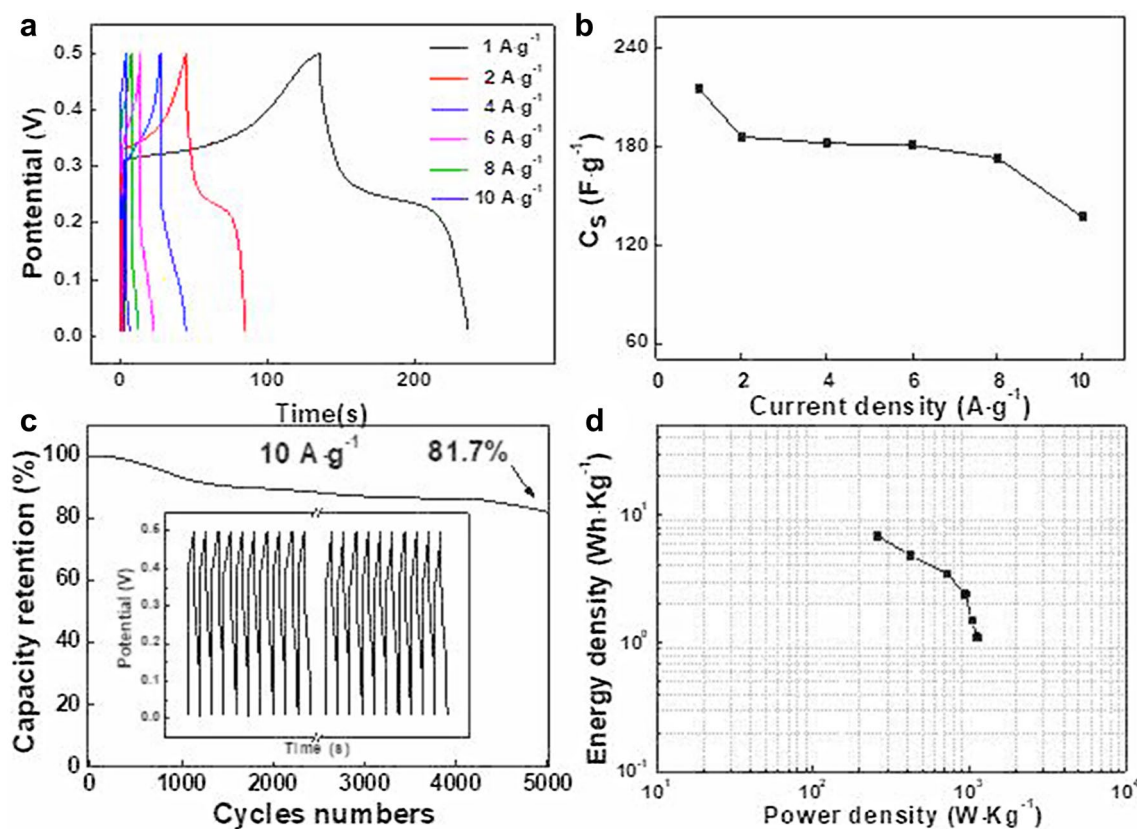 a
Pontential (V)
0.5
0.4
0.3
0.2
0.1
0.0
1 A·g⁻¹
2 A·g⁻¹
4 A·g⁻¹
6 A·g⁻¹
8 A·g⁻¹
10 A·g⁻¹
0 100 200
Time(s)
b
Cs (F·g⁻¹)
240
180
120
60
0 2 4 6 8 10
Current density (A·g⁻¹)
c
Capacity retention (%)
100
80
60
40
20
0
10 A·g⁻¹
81.7%
Potential (V)
0.6
0.4
0.3
0.2
0.0
Time (s)
0 1000 2000 3000 4000 5000
Cycles numbers
d
Energy density (Wh·Kg⁻¹)
10¹
10⁰
10⁻¹
10¹ 10² 10³ 10⁴
Power density (W·Kg⁻¹)